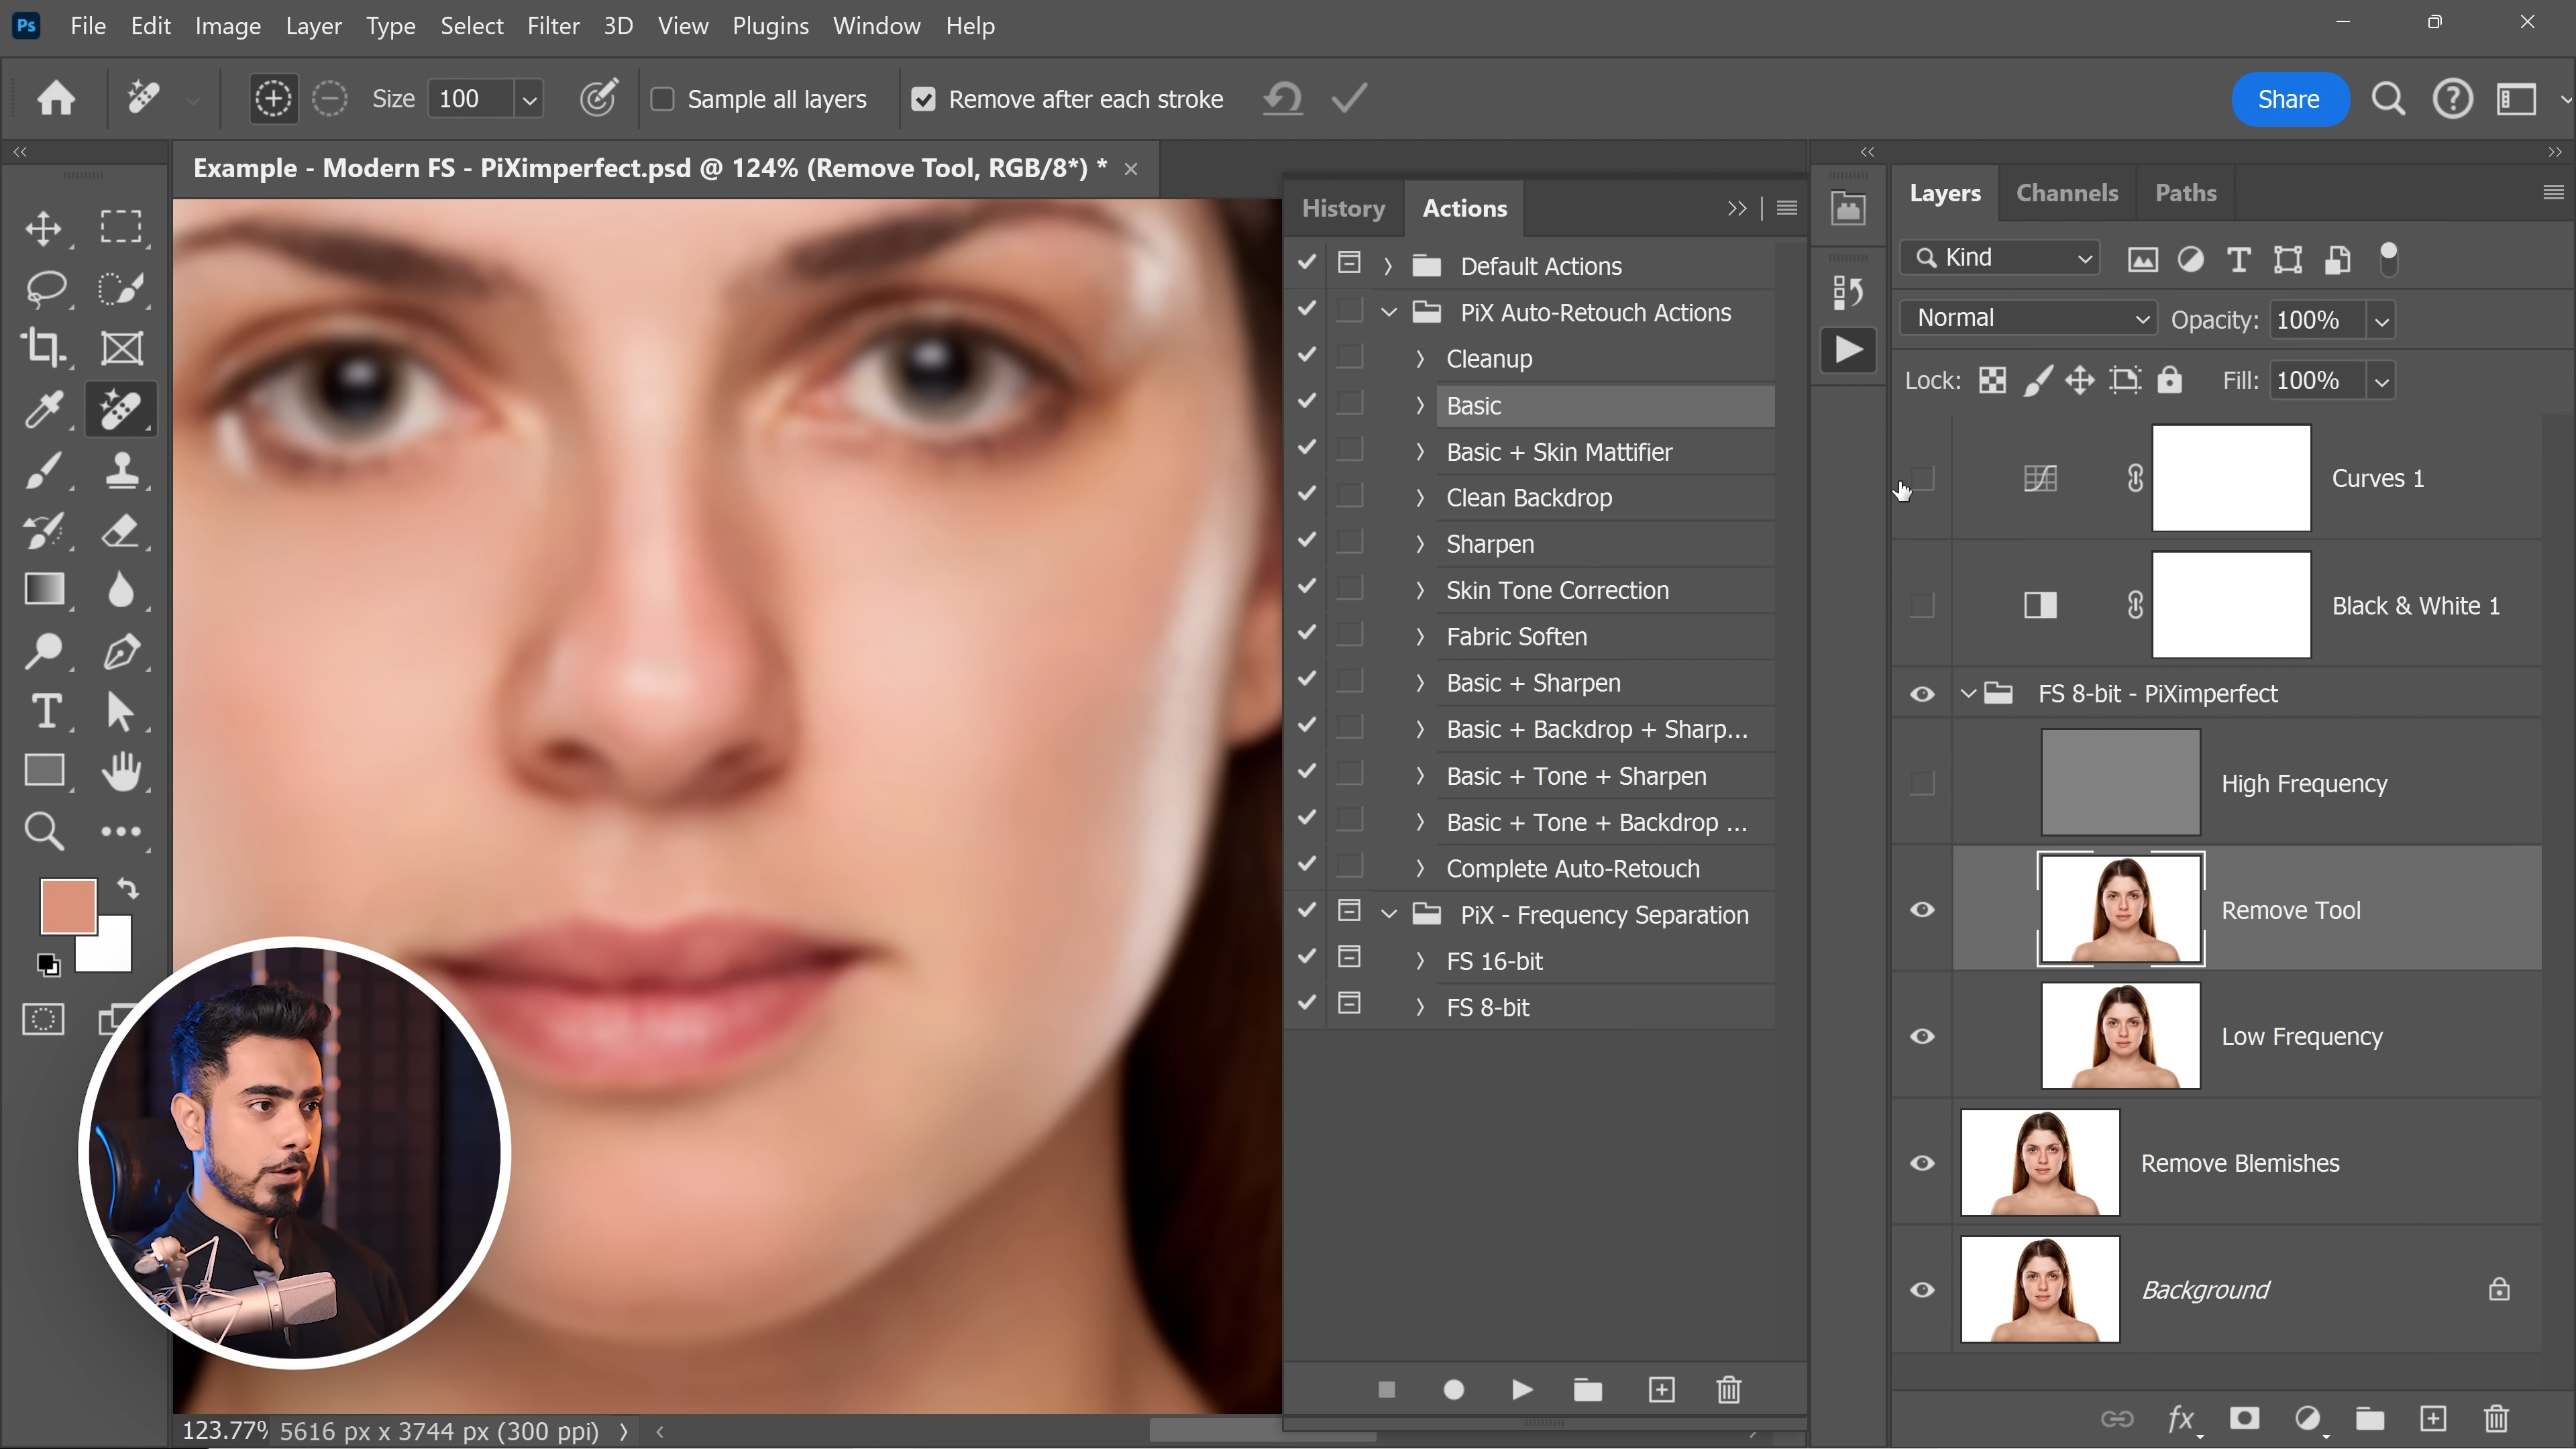 Ps File Edit Image Layer Type Select Filter 3D View Plugins Window Help
Size 100 Sample all layers Remove after each stroke Share
Example - Modern FS - PiXimperfect.psd @ 124% (Remove Tool, RGB/8*) *
History Actions
Default Actions
PiX Auto-Retouch Actions
Cleanup
Basic
Basic + Skin Mattifier
Clean Backdrop
Sharpen
Skin Tone Correction
Fabric Soften
Basic + Sharpen
Basic + Backdrop + Sharp...
Basic + Tone + Sharpen
Basic + Tone + Backdrop ...
Complete Auto-Retouch
PiX - Frequency Separation
FS 16-bit
FS 8-bit
Layers Channels Paths
Kind
Normal Opacity: 100%
Lock: Fill: 100%
Curves 1
Black & White 1
FS 8-bit - PiXimperfect
High Frequency
Remove Tool
Low Frequency
Remove Blemishes
Background
fx
123.77% 5616 px x 3744 px (300 ppi)